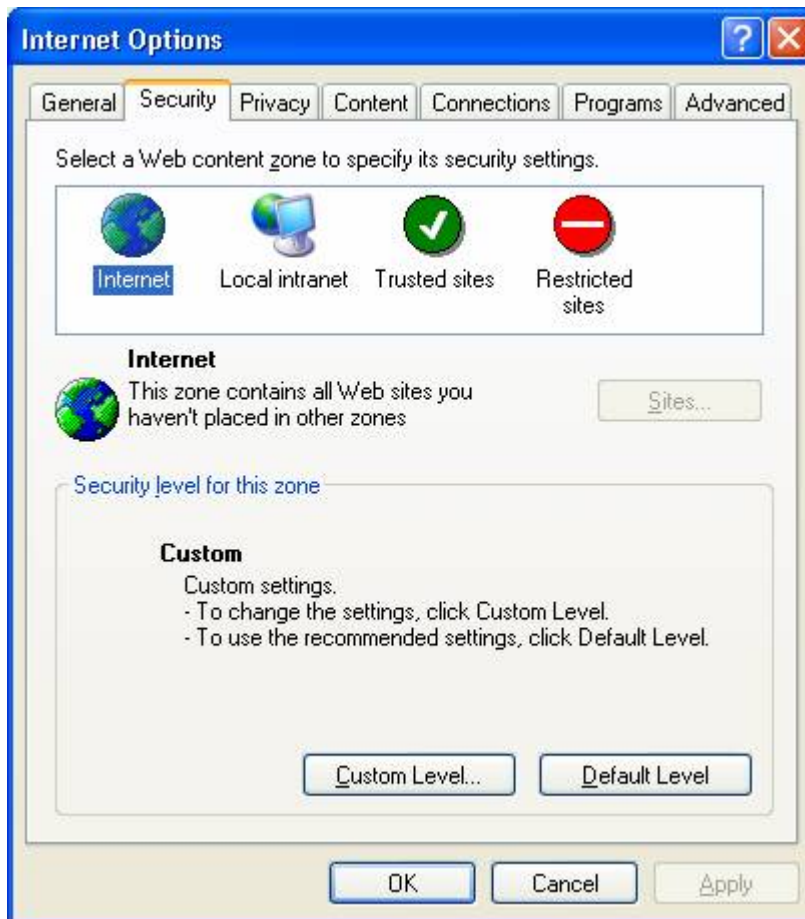 Internet Options
General Security Privacy Content Connections Programs Advanced
Select a Web content zone to specify its security settings.
Internet Local intranet Trusted sites Restricted
sites
Internet
This zone contains all Web sites you
haven't placed in other zones
Sites...
Security level for this zone
Custom
Custom settings.
- To change the settings, click Custom Level.
- To use the recommended settings, click Default Level.
Custom Level... Default Level
OK Cancel Apply